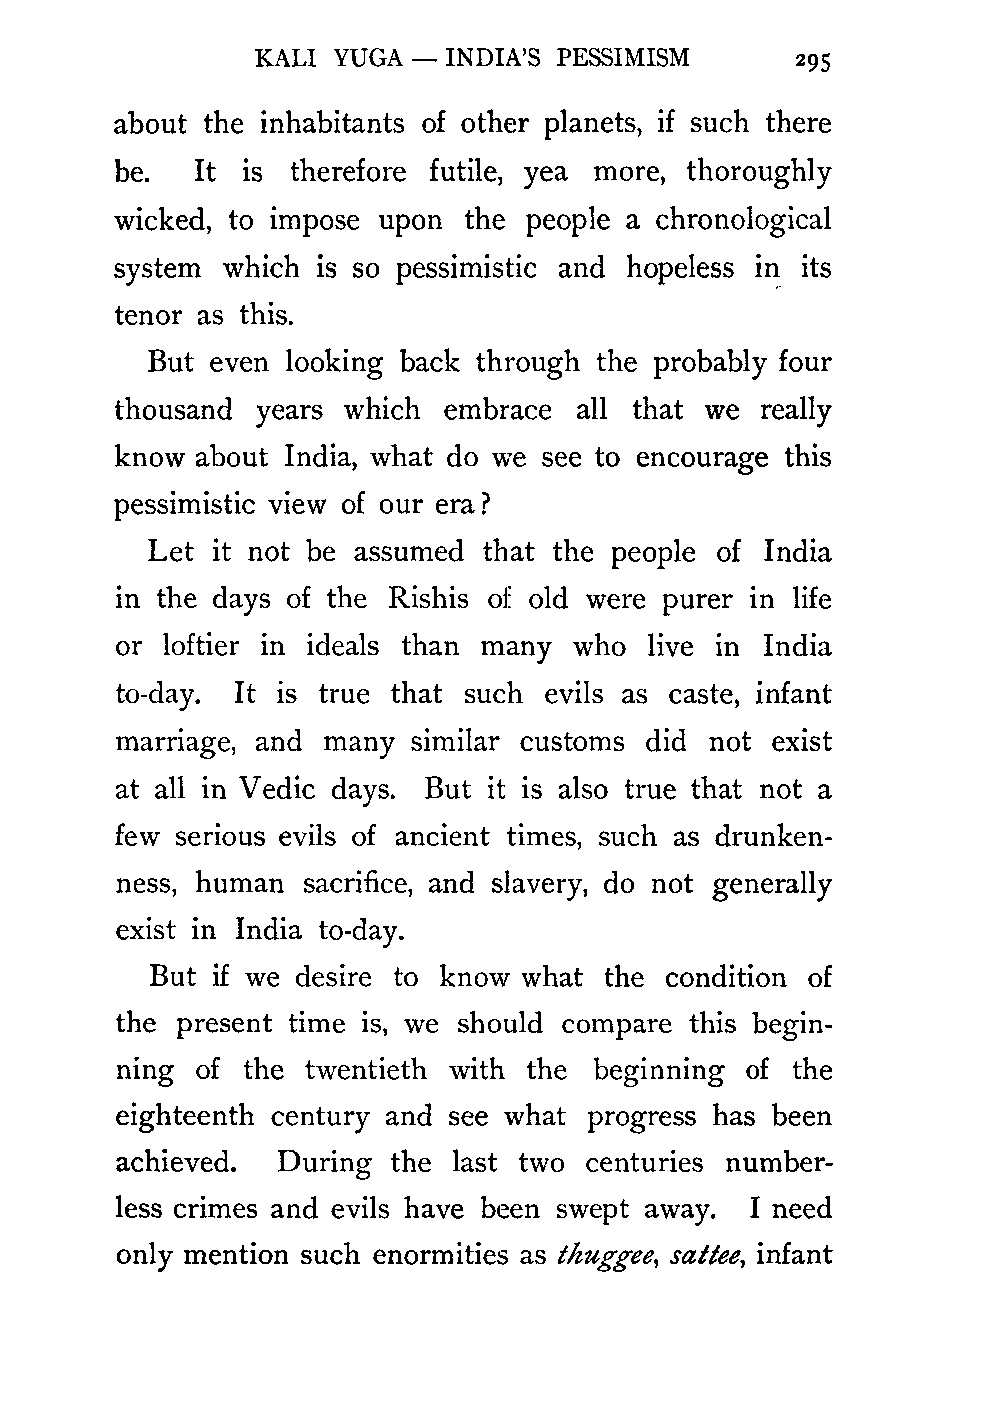 KALI YUGA — INDIA'S PESSIMISM 295
about the inhabitants of other planets, if such there
be. It is therefore futile, yea more, thoroughly
wicked, to impose upon the people a chronological
system which is so pessimistic and hopeless in its
tenor as this.
But even looking back through the probably four
thousand years which embrace all that we really
know about India, what do we see to encourage this
pessimistic view of our era?
Let it not be assumed that the people of India
in the days of the Rishis of old were purer in life
or loftier in ideals than many who live in India
to-day. It is true that such evils as caste, infant
marriage, and many similar customs did not exist
at all in Vedic days. But it is also true that not a
few serious evils of ancient times, such as drunken-
ness, human sacrifice, and slavery, do not generally
exist in India to-day.
But if we desire to know what the condition of
the present time is, we should compare this begin-
ning of the twentieth with the beginning of the
eighteenth century and see what progress has been
achieved. During the last two centuries number-
less crimes and evils have been swept away. I need
only mention such enormities as thuggee, sattee, infant